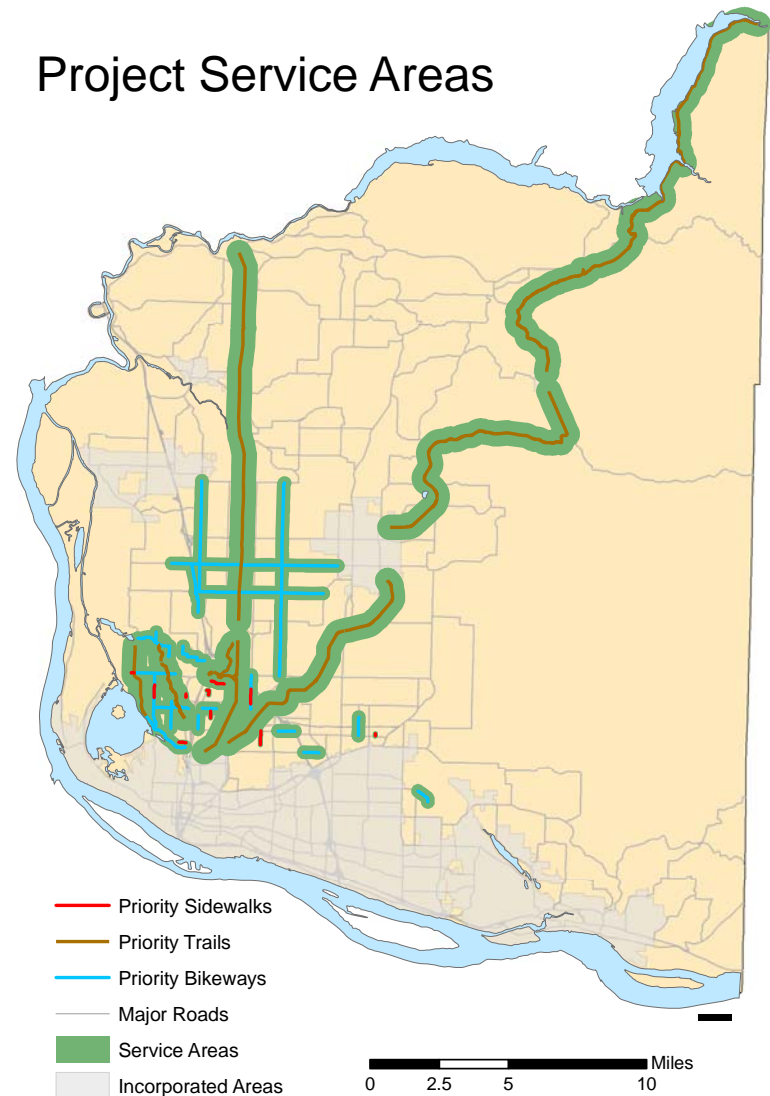 Project Service Areas
Priority Sidewalks
Priority Trails
Priority Bikeways
Major Roads
Service Areas
Incorporated Areas
Miles
0 2.5 5 10